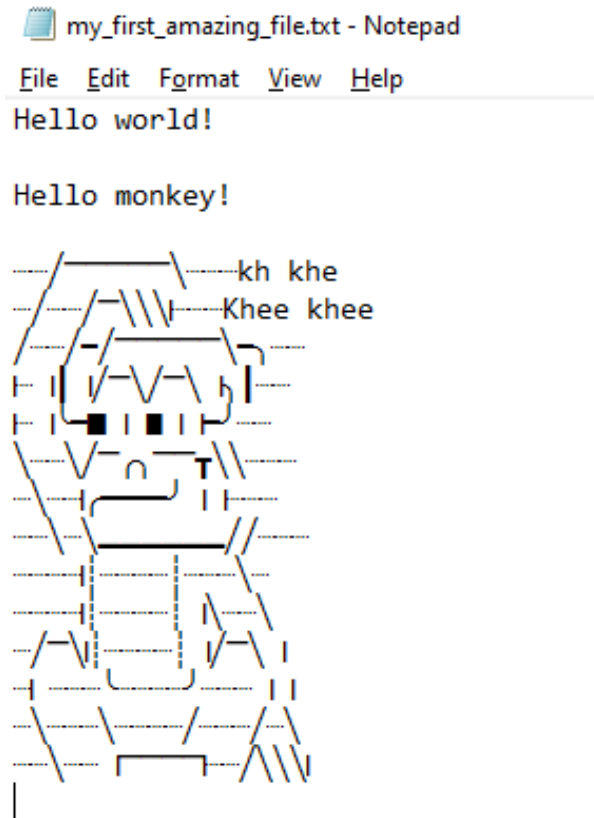 my_first_amazing_file.txt - Notepad
File Edit Format View Help
Hello world!
Hello monkey!
kh khe
Khee khee